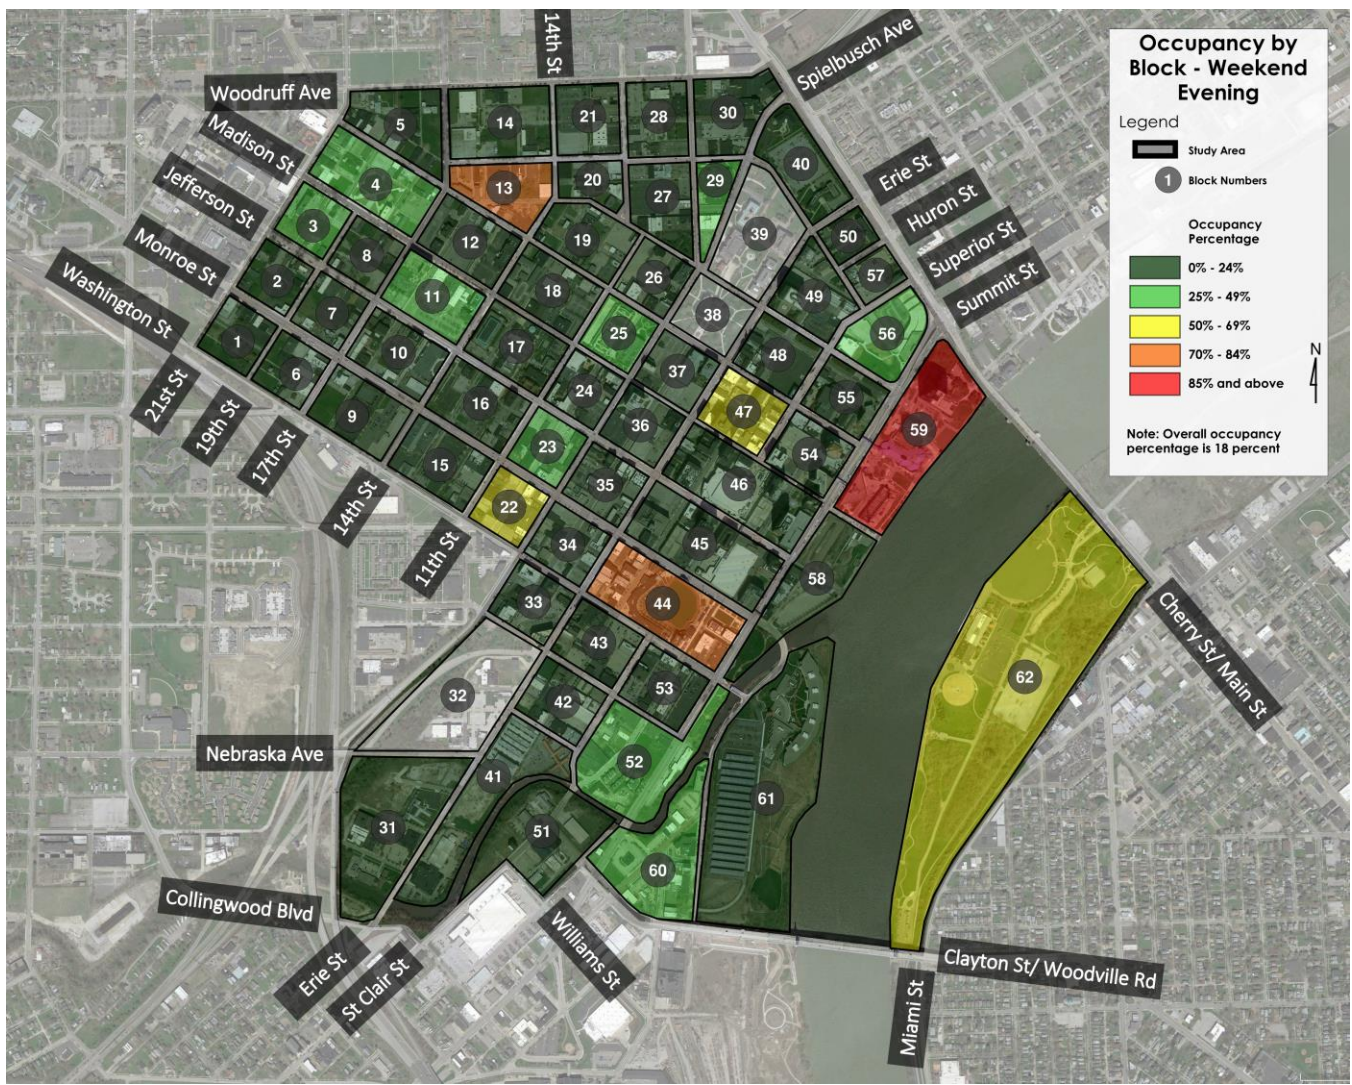 14th St
Spielbusch Ave
Woodruff Ave
Madison St
Jefferson St
Monroe St
Washington St
21st St
19th St
17th St
14th St
11th St
Erie St
Huron St
Superior St
Summit St
Nebraska Ave
Collingwood Blvd
Erie St
St Clair St
Williams St
Miami St
Clayton St/ Woodville Rd
Cherry St/ Main St
5
14
21
28
30
40
4
13
20
27
29
39
50
57
3
8
12
19
26
38
49
56
2
7
11
18
25
37
48
55
59
1
6
10
17
24
36
47
54
9
16
23
35
46
58
15
22
34
45
33
44
43
53
32
42
52
62
41
61
31
51
60
Occupancy by
Block - Weekend
Evening
Legend
Study Area
1 Block Numbers
Occupancy
Percentage
0% - 24%
25% - 49%
50% - 69%
70% - 84%
85% and above
N
Note: Overall occupancy
percentage is 18 percent